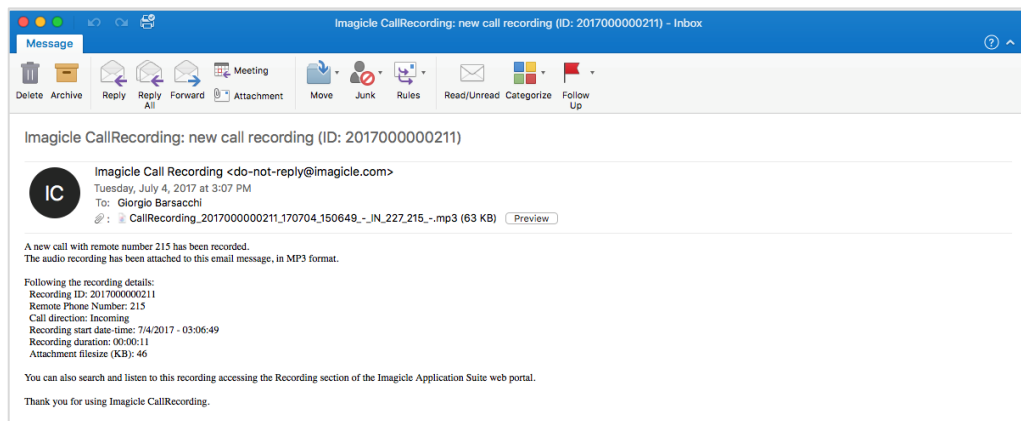 Imagicle CallRecording: new call recording (ID: 2017000000211) – Inbox
Message
?
Delete
Archive
Reply
Reply All
Forward
Meeting
Attachment
Move
Junk
Rules
Read/Unread
Categorize
Follow Up
Imagicle CallRecording: new call recording (ID: 2017000000211)
IC
Imagicle Call Recording <do-not-reply@imagicle.com>
Tuesday, July 4, 2017 at 3:07 PM
To: Giorgio Barsacchi
: CallRecording_2017000000211_170704_150649_-_IN_227_215_-.mp3 (63 KB) Preview
A new call with remote number 215 has been recorded.
The audio recording has been attached to this email message, in MP3 format.
Following the recording details:
Recording ID: 2017000000211
Remote Phone Number: 215
Call direction: Incoming
Recording start date-time: 7/4/2017 - 03:06:49
Recording duration: 00:00:11
Attachment filesize (KB): 46
You can also search and listen to this recording accessing the Recording section of the Imagicle Application Suite web portal.
Thank you for using Imagicle CallRecording.